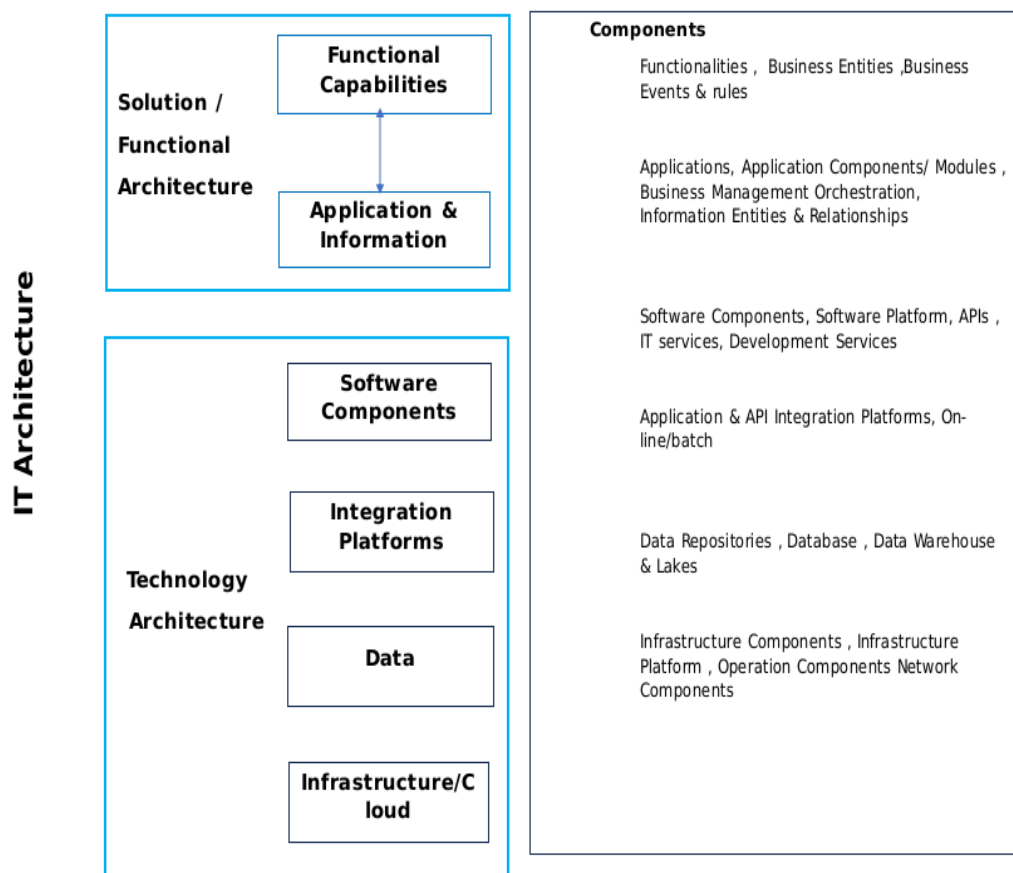 IT Architecture
Solution /
Functional
Architecture
Functional
Capabilities
Application &
Information
Technology
Architecture
Software
Components
Integration
Platforms
Data
Infrastructure/C
loud
Components
Functionalities , Business Entities ,Business
Events & rules
Applications, Application Components/ Modules ,
Business Management Orchestration,
Information Entities & Relationships
Software Components, Software Platform, APIs ,
IT services, Development Services
Application & API Integration Platforms, On-
line/batch
Data Repositories , Database , Data Warehouse
& Lakes
Infrastructure Components , Infrastructure
Platform , Operation Components Network
Components